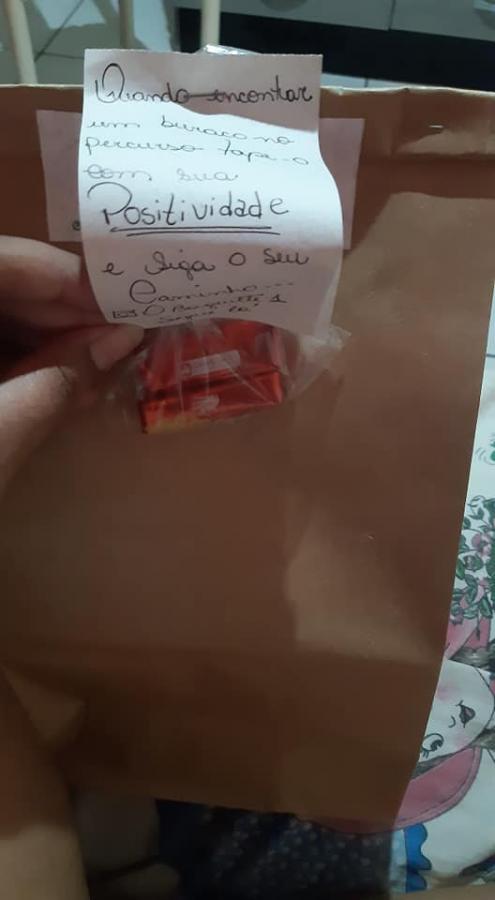 Quando encontrar
um buraco no
percurso tape-o
com sua
Positividade
e siga o seu
Caminho...